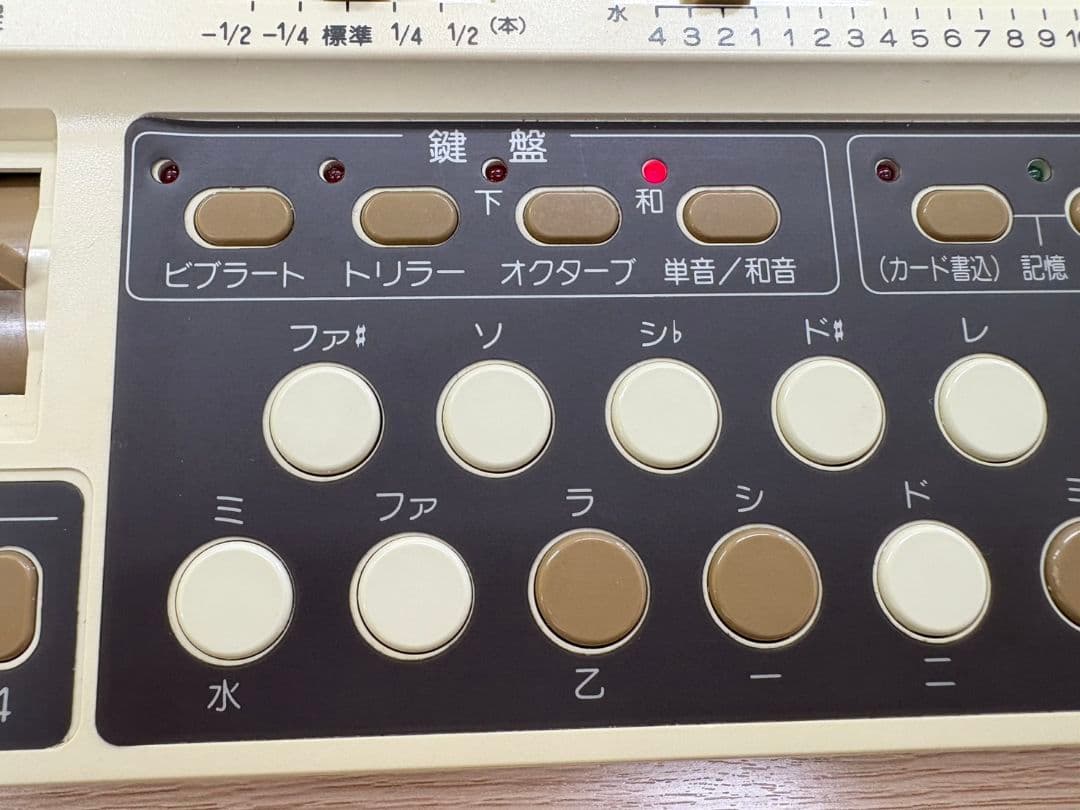 -1/2 -1/4 標準 1/4 1/2 (本)
水 4 3 2 1 1 2 3 4 5 6 7 8 9
鍵盤
下 和
ビブラート トリラー オクターブ 単音/和音 (カード書込) 記憶
ファ♯ ソ シ♭ ド♯ レ
ミ ファ ラ シ ド
水 乙 一 二
4